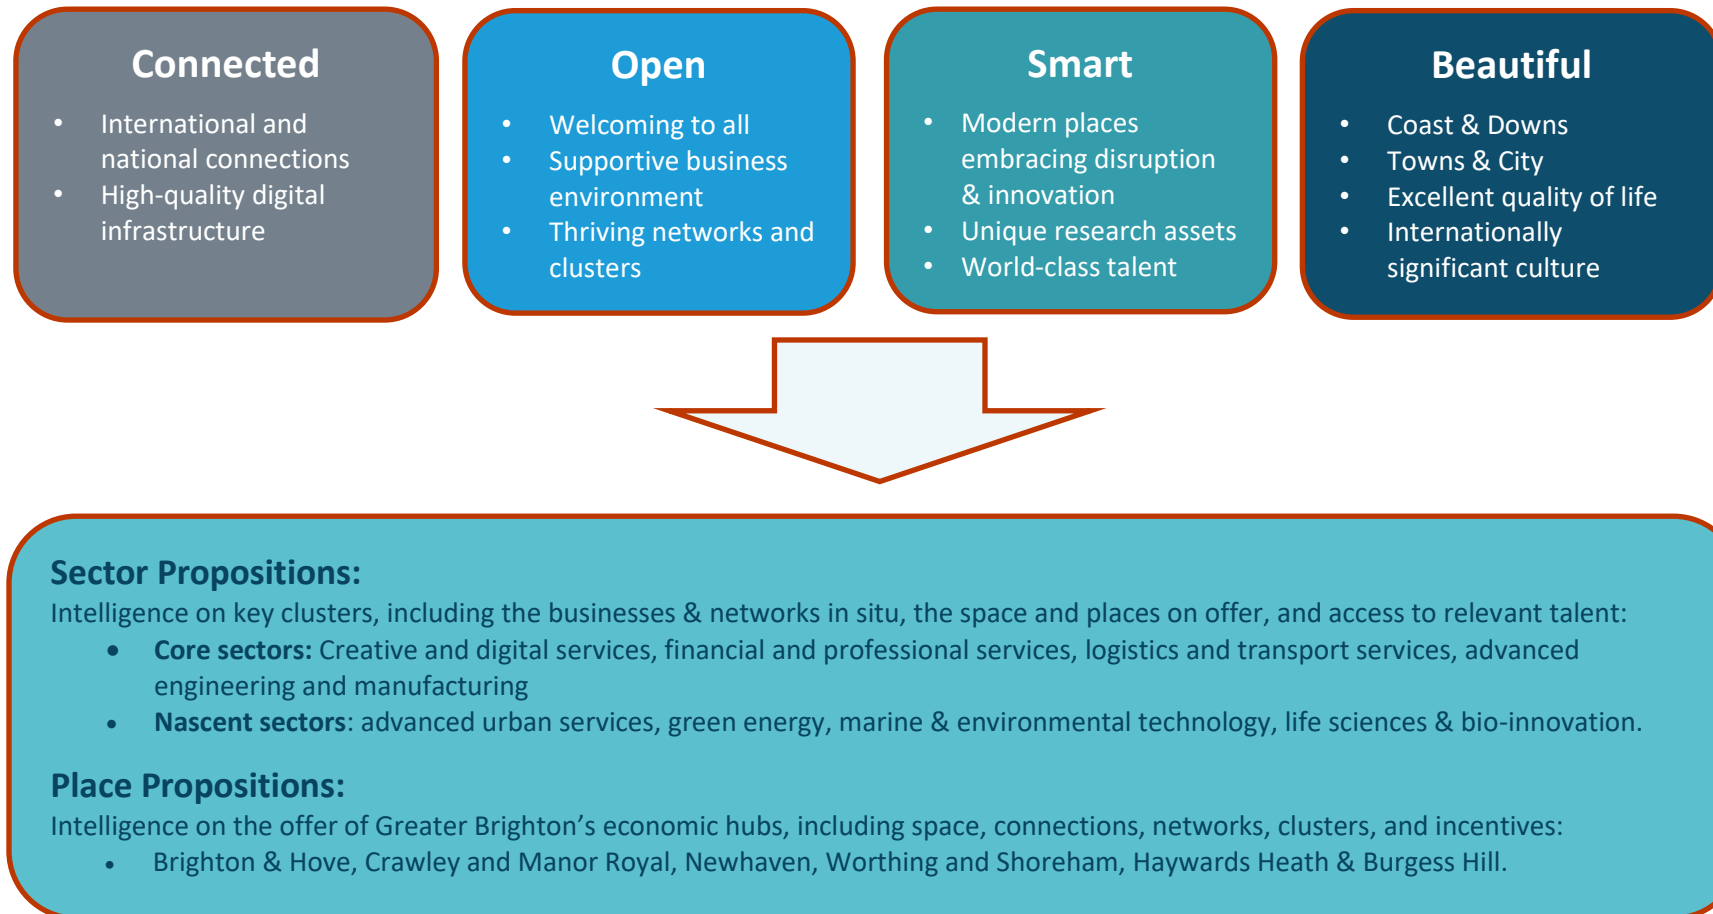 Connected
• International and
national connections
• High-quality digital
infrastructure
Open
• Welcoming to all
• Supportive business
environment
• Thriving networks and
clusters
Smart
• Modern places
embracing disruption
& innovation
• Unique research assets
• World-class talent
Beautiful
• Coast & Downs
• Towns & City
• Excellent quality of life
• Internationally
significant culture
Sector Propositions:
Intelligence on key clusters, including the businesses & networks in situ, the space and places on offer, and access to relevant talent:
• Core sectors: Creative and digital services, financial and professional services, logistics and transport services, advanced
engineering and manufacturing
• Nascent sectors: advanced urban services, green energy, marine & environmental technology, life sciences & bio-innovation.
Place Propositions:
Intelligence on the offer of Greater Brighton’s economic hubs, including space, connections, networks, clusters, and incentives:
• Brighton & Hove, Crawley and Manor Royal, Newhaven, Worthing and Shoreham, Haywards Heath & Burgess Hill.